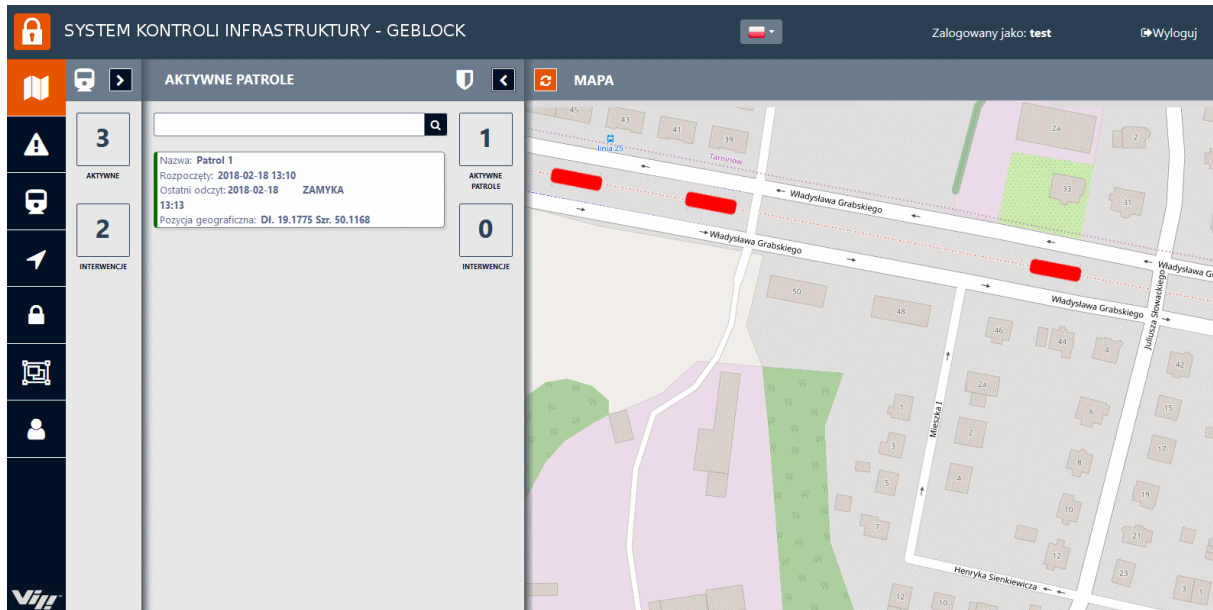 SYSTEM KONTROLI INFRASTRUKTURY - GEBLOCK
Zalogowany jako: test
Wyloguj
AKTYWNE PATROLE
MAPA
3
AKTYWNE
2
INTERWENCJE
Nazwa: Patrol 1
Rozpoczęty: 2018-02-18 13:10
Ostatni odczyt: 2018-02-18 ZAMYKA
13:13
Pozycja geograficzna: Dł. 19.1775 Szr. 50.1168
1
AKTYWNE
PATROLE
0
INTERWENCJE
45
43
41
39
linia 25
Tarninów
2a
2
33
31
Władysława Grabskiego
Władysława Grabskiego
Władysława G
Władysława Grabskiego
Juliusza Słowackiego
50
48
46
44
4
42
2a
1
6
15
Mieszka I
2
3
17
8
5
4
19
10
7
21
12
Henryka Sienkiewicza
23
12
10
3
1